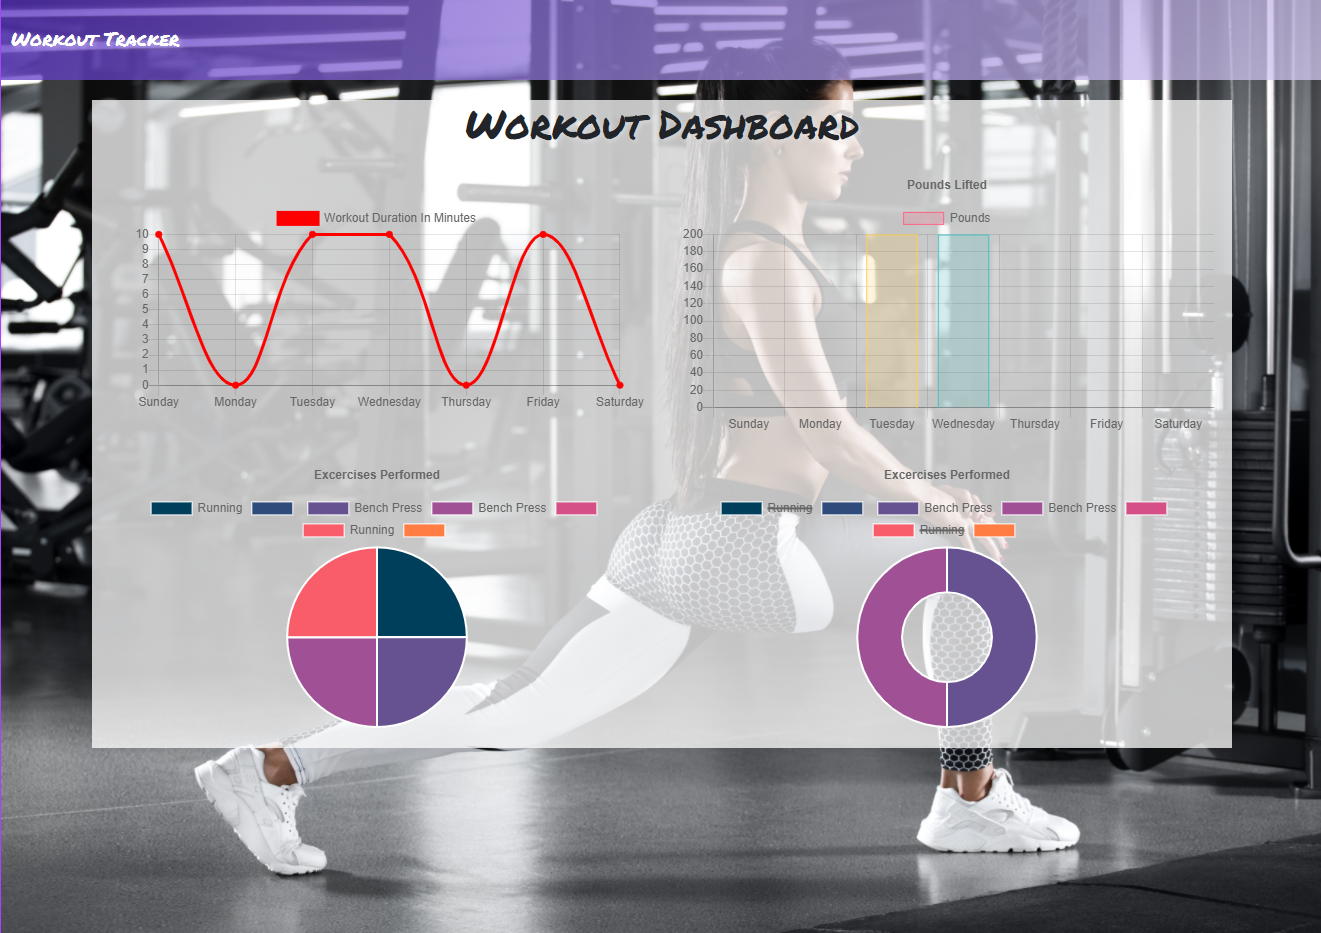 Workout Tracker
Workout Dashboard
Workout Duration In Minutes
10
9
8
7
6
5
4
3
2
1
0
Sunday Monday Tuesday Wednesday Thursday Friday Saturday
Pounds Lifted
Pounds
200
180
160
140
120
100
80
60
40
20
0
Sunday Monday Tuesday Wednesday Thursday Friday Saturday
Excercises Performed
Running Bench Press Bench Press
Running
Excercises Performed
Running Bench Press Bench Press
Running